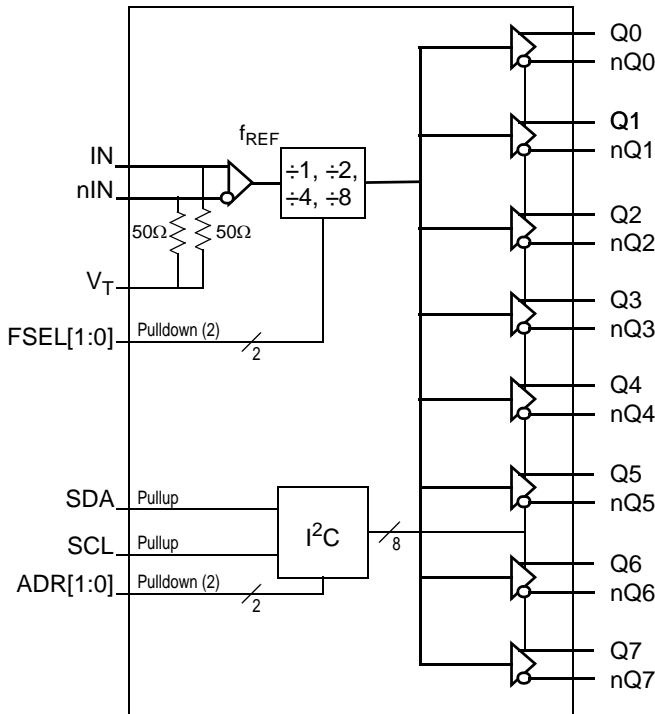 Q0
nQ0
Q1
nQ1
Q2
nQ2
Q3
nQ3
Q4
nQ4
Q5
nQ5
Q6
nQ6
Q7
nQ7
fREF
÷1, ÷2,
÷4, ÷8
IN
nIN
50Ω 50Ω
VT
FSEL[1:0] Pulldown (2) 2
SDA Pullup
SCL Pullup
ADR[1:0] Pulldown (2) 2
I²C
8